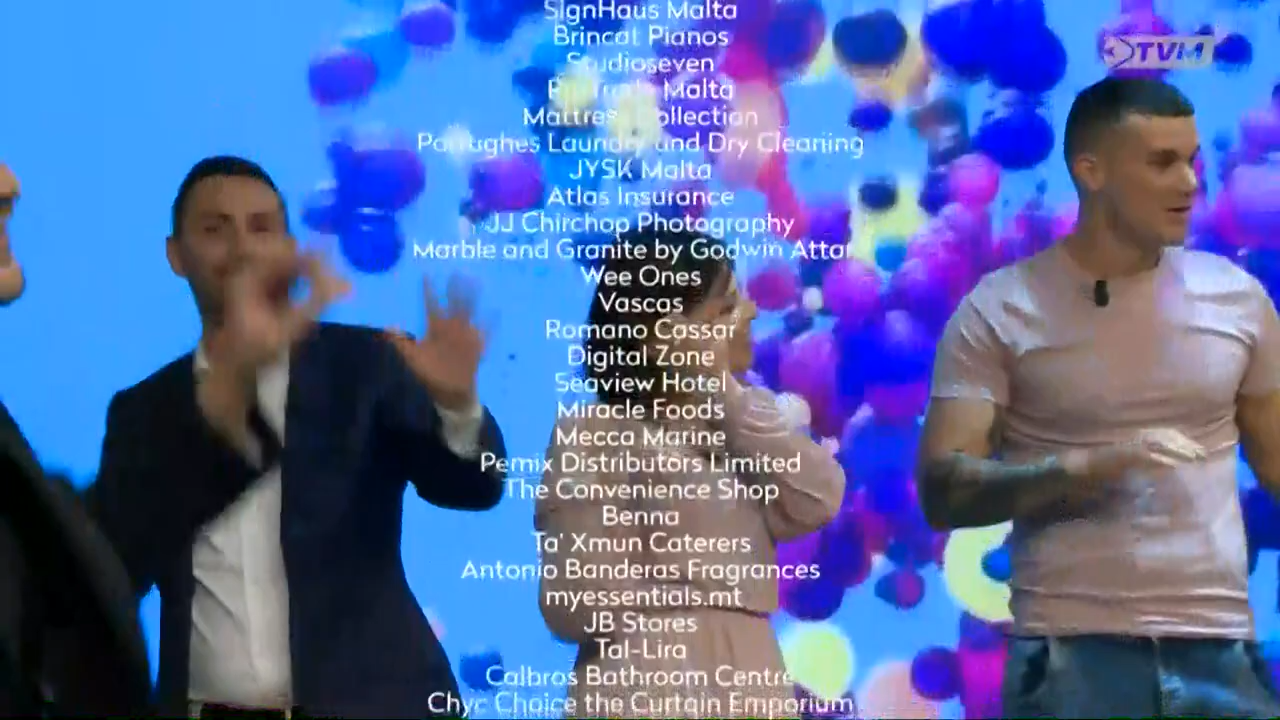 SignHaus Malta
TVM
Brincat Pianos
Studioseven
Malta
Mattress Collection
Laundry and Dry Cleaning
JYSK Malta
Atlas Insurance
JJ Chirchop Photography
Marble and Granite by Godwin Attar
Wee Ones
Vascas
Romano Cassar
Digital Zone
Seaview Hotel
Miracle Foods
Mecca Marine
Pemix Distributors Limited
The Convenience Shop
Benna
Ta' Xmun Caterers
Antonio Banderas Fragrances
myessentials.mt
JB Stores
Tal-Lira
Calbros Bathroom Centre
Chyc Choice the Curtain Emporium